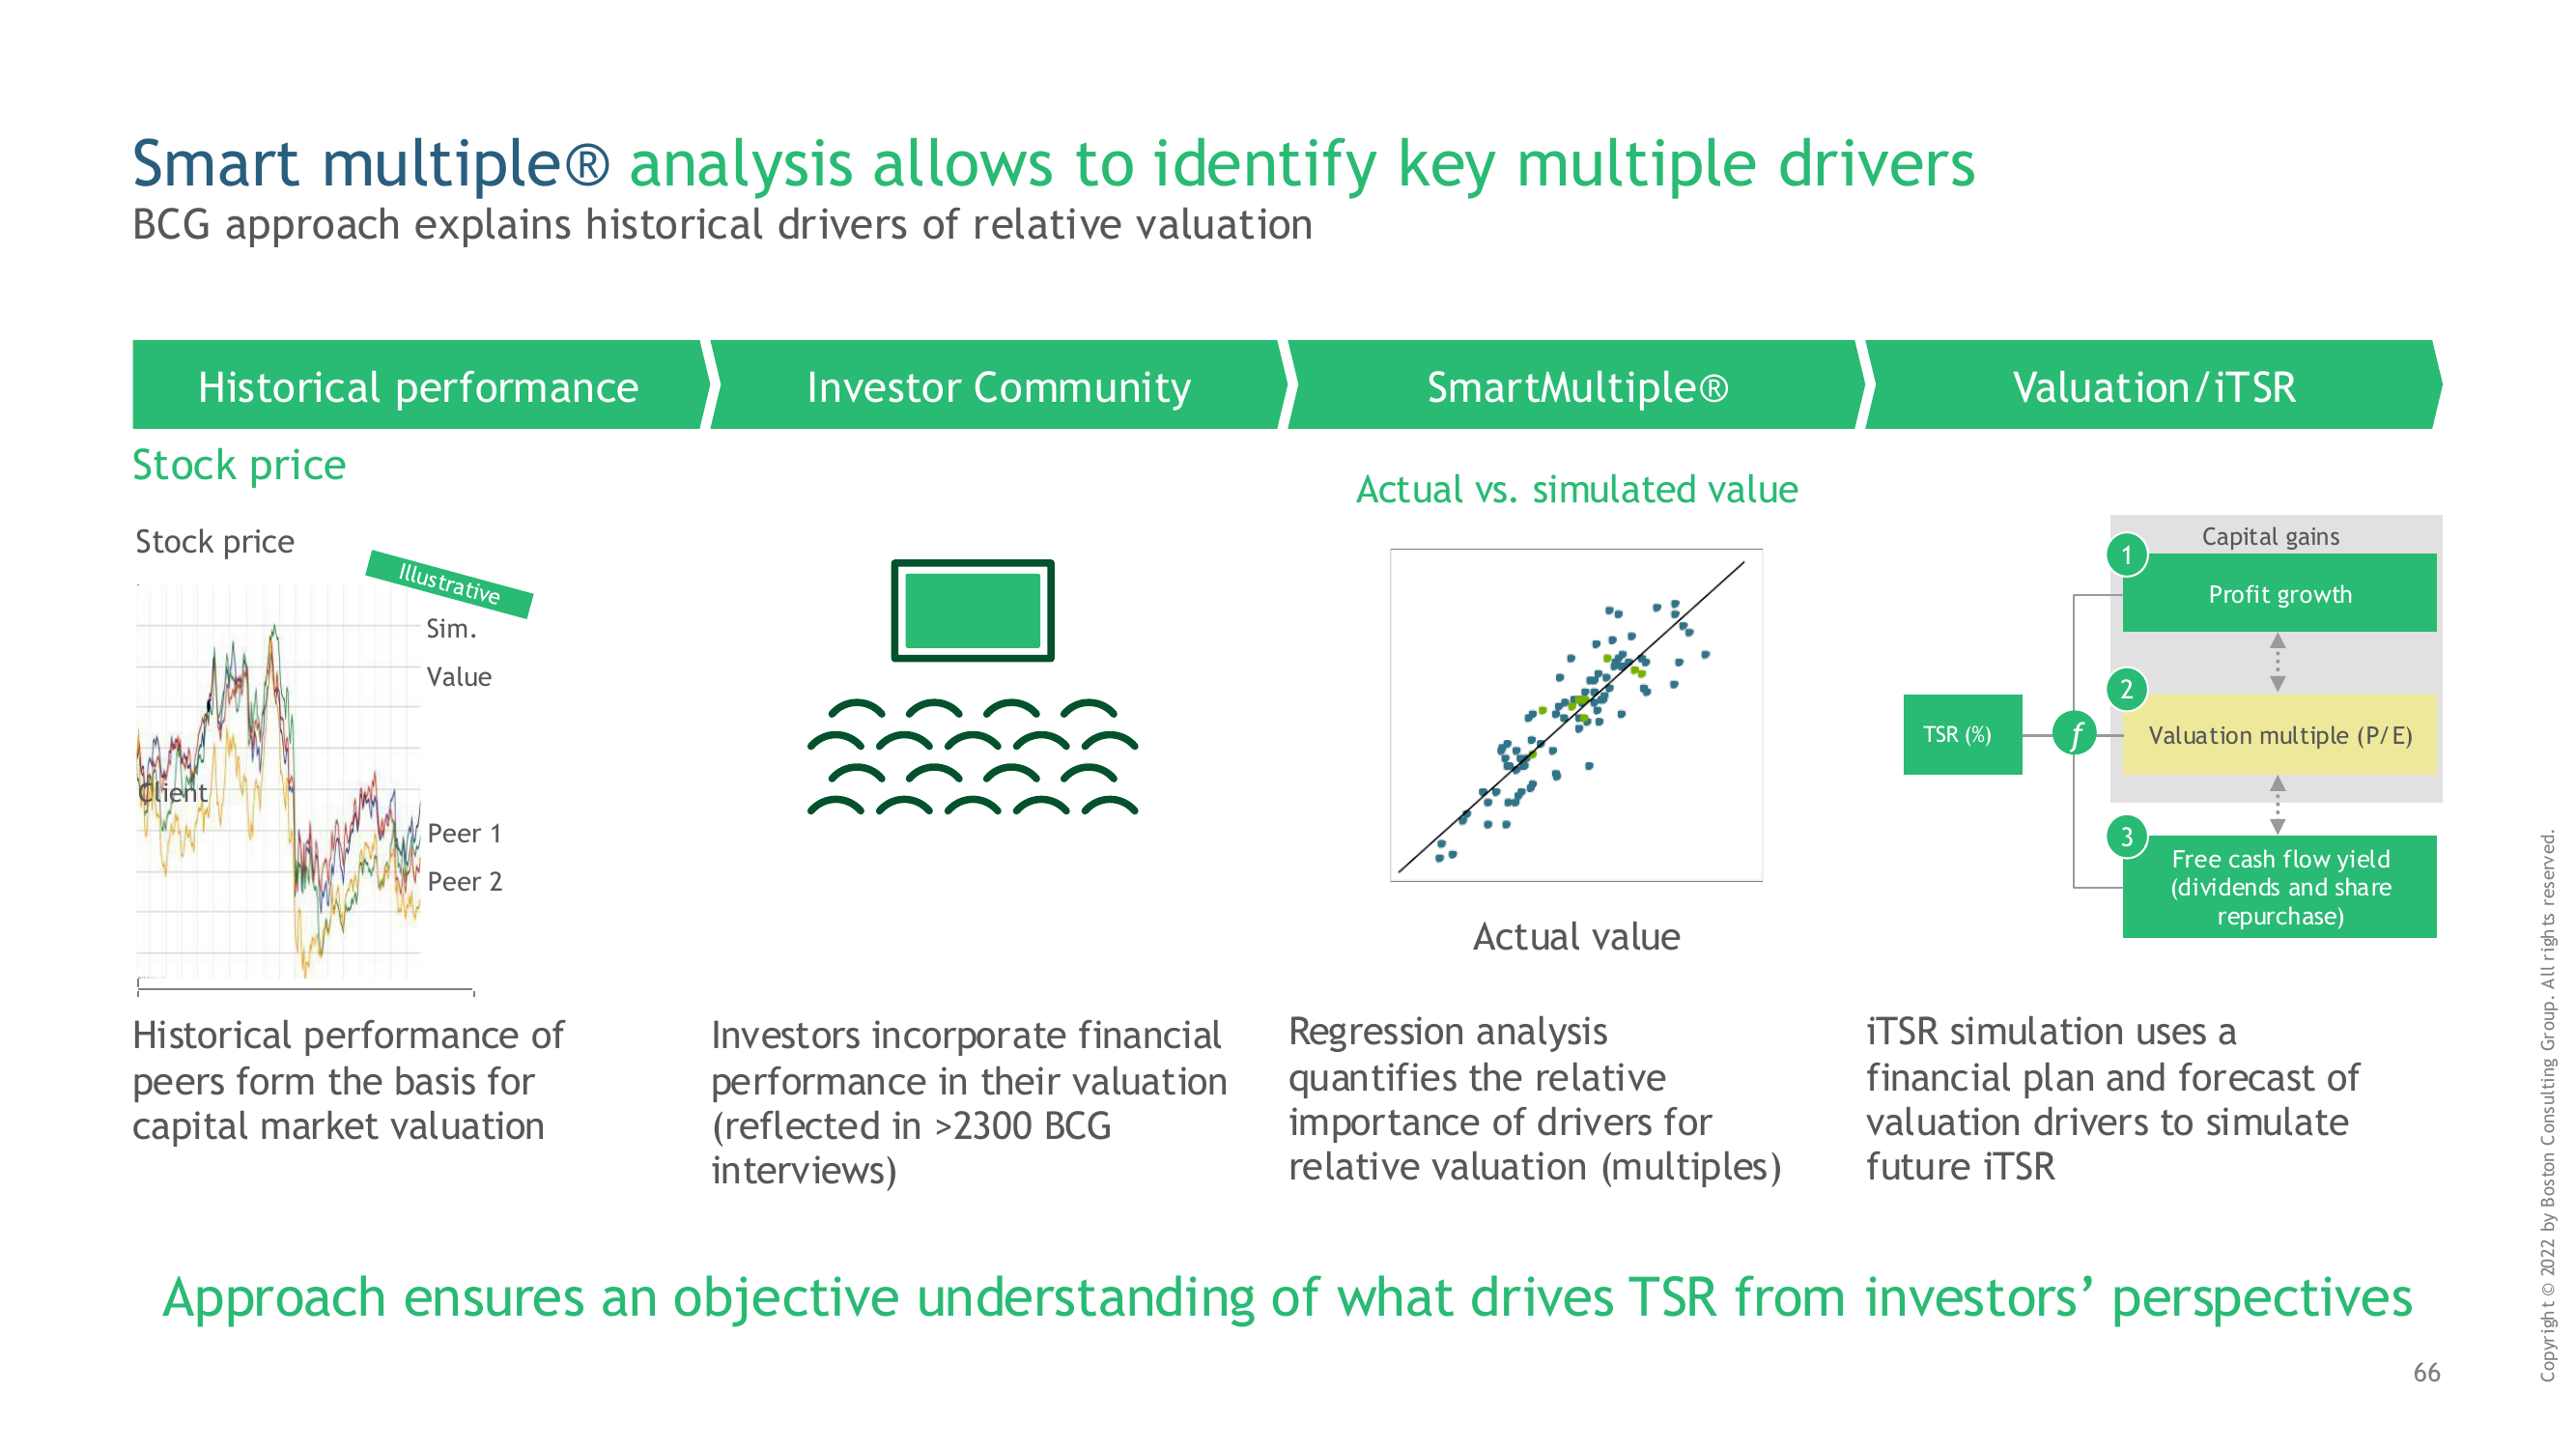 Smart multiple® analysis allows to identify key multiple drivers
BCG approach explains historical drivers of relative valuation
Historical performance
Investor Community
SmartMultiple®
Valuation/iTSR
Stock price
Stock price
Illustrative
Sim.
Value
Client
Peer 1
Peer 2
Historical performance of
peers form the basis for
capital market valuation
Investors incorporate financial
performance in their valuation
(reflected in >2300 BCG
interviews)
Actual vs. simulated value
Actual value
Regression analysis
quantifies the relative
importance of drivers for
relative valuation (multiples)
Capital gains
1
Profit growth
2
TSR (%)
f
Valuation multiple (P/E)
3
Free cash flow yield
(dividends and share
repurchase)
iTSR simulation uses a
financial plan and forecast of
valuation drivers to simulate
future iTSR
Approach ensures an objective understanding of what drives TSR from investors’ perspectives
66
Copyright © 2022 by Boston Consulting Group. All rights reserved.